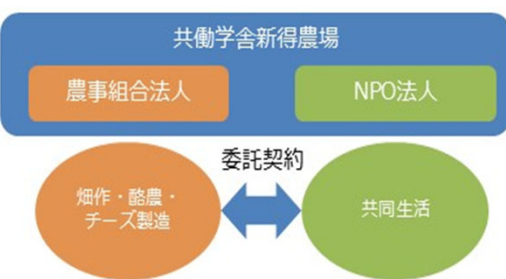 共働学舎新得農場
農事組合法人
NPO法人
委託契約
畑作・酪農・
チーズ製造
共同生活